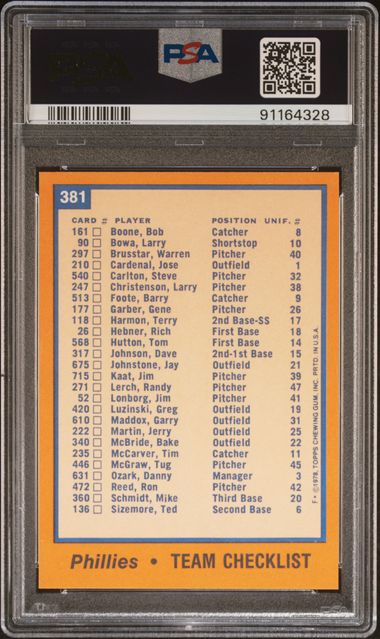 PSA
91164328
381
CARD # PLAYER POSITION UNIF. #
161 Boone, Bob Catcher 8
90 Bowa, Larry Shortstop 10
297 Brusstar, Warren Pitcher 40
210 Cardenal, Jose Outfield 1
540 Carlton, Steve Pitcher 32
247 Christenson, Larry Pitcher 38
513 Foote, Barry Catcher 9
177 Garber, Gene Pitcher 26
118 Harmon, Terry 2nd Base-SS 17
26 Hebner, Rich First Base 18
568 Hutton, Tom First Base 14
317 Johnson, Dave 2nd-1st Base 15
675 Johnstone, Jay Outfield 21
715 Kaat, Jim Pitcher 39
271 Lerch, Randy Pitcher 47
52 Lonborg, Jim Pitcher 41
420 Luzinski, Greg Outfield 19
610 Maddox, Garry Outfield 31
222 Martin, Jerry Outfield 25
340 McBride, Bake Outfield 22
235 McCarver, Tim Catcher 11
446 McGraw, Tug Pitcher 45
631 Ozark, Danny Manager 3
472 Reed, Ron Pitcher 42
360 Schmidt, Mike Third Base 20
136 Sizemore, Ted Second Base 6
F• ©1978, TOPPS CHEWING GUM, INC. PRTD. IN U.S.A.
Phillies • TEAM CHECKLIST